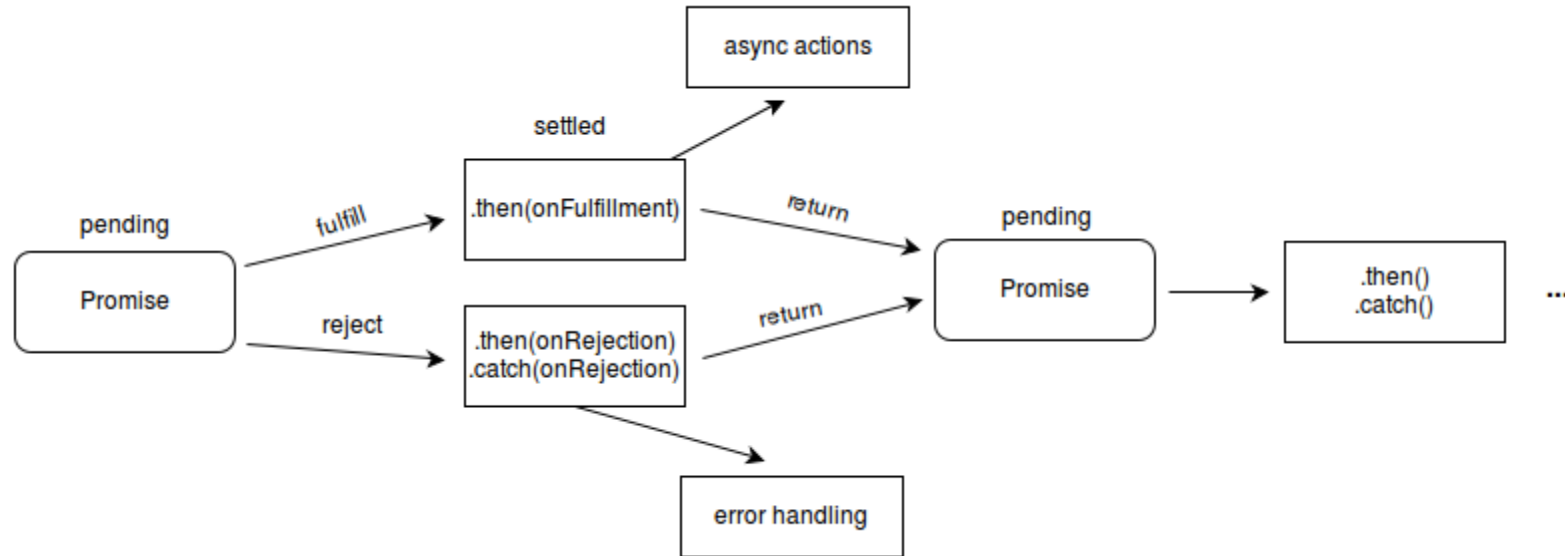 async actions
settled
.then(onFulfillment)
pending
Promise
fulfill
reject
.then(onRejection)
.catch(onRejection)
return
return
pending
Promise
.then()
.catch()
...
error handling